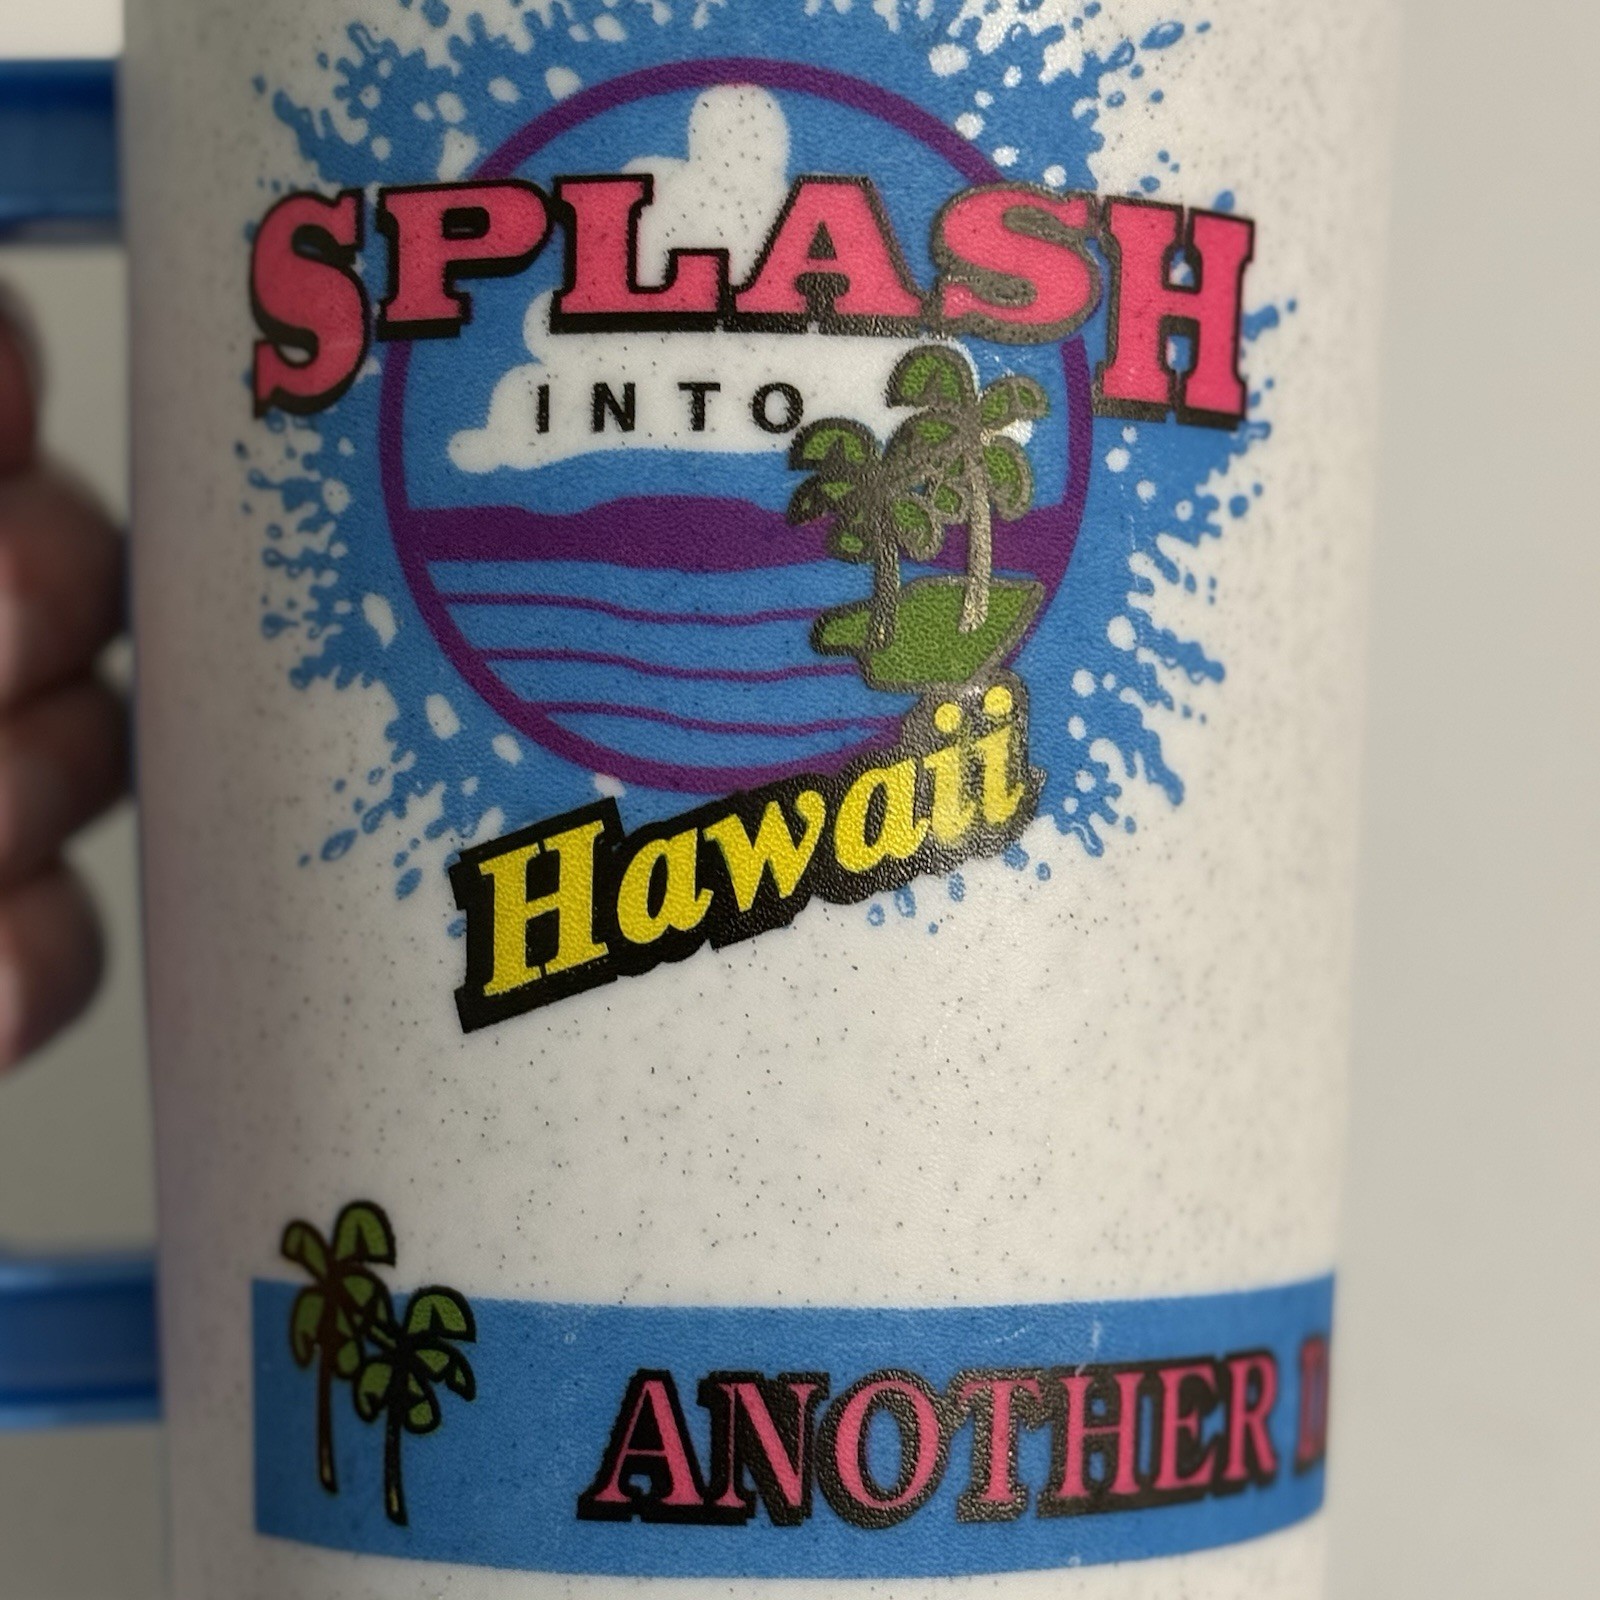 SPLASH
INTO
Hawaii
ANOTHER